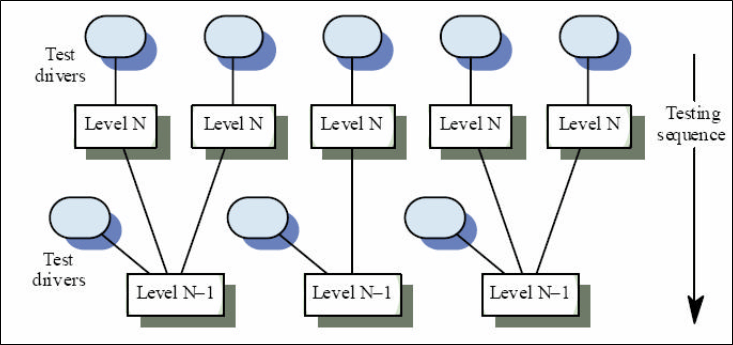 Test
drivers
Level N
Level N
Level N
Level N
Level N
Testing
sequence
Test
drivers
Level N–1
Level N–1
Level N–1